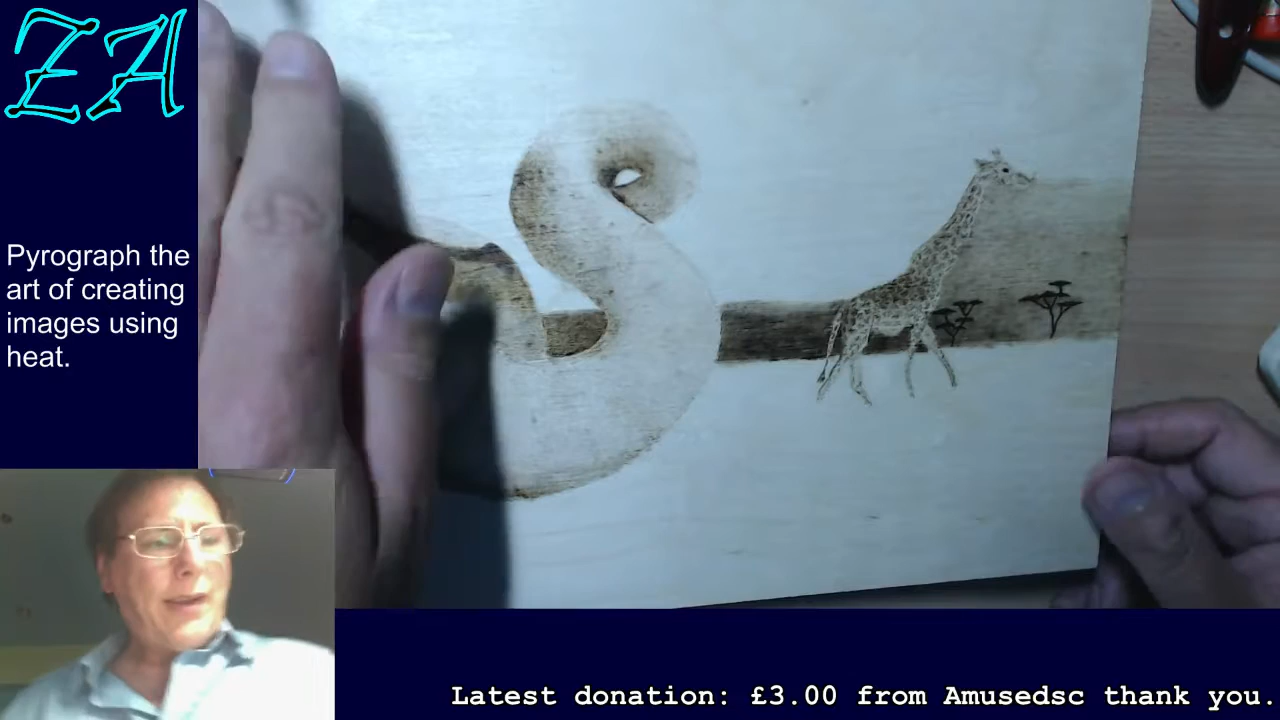 ZA
Pyrograph the
art of creating
images using
heat.
Latest donation: £3.00 from Amusedsc thank you.